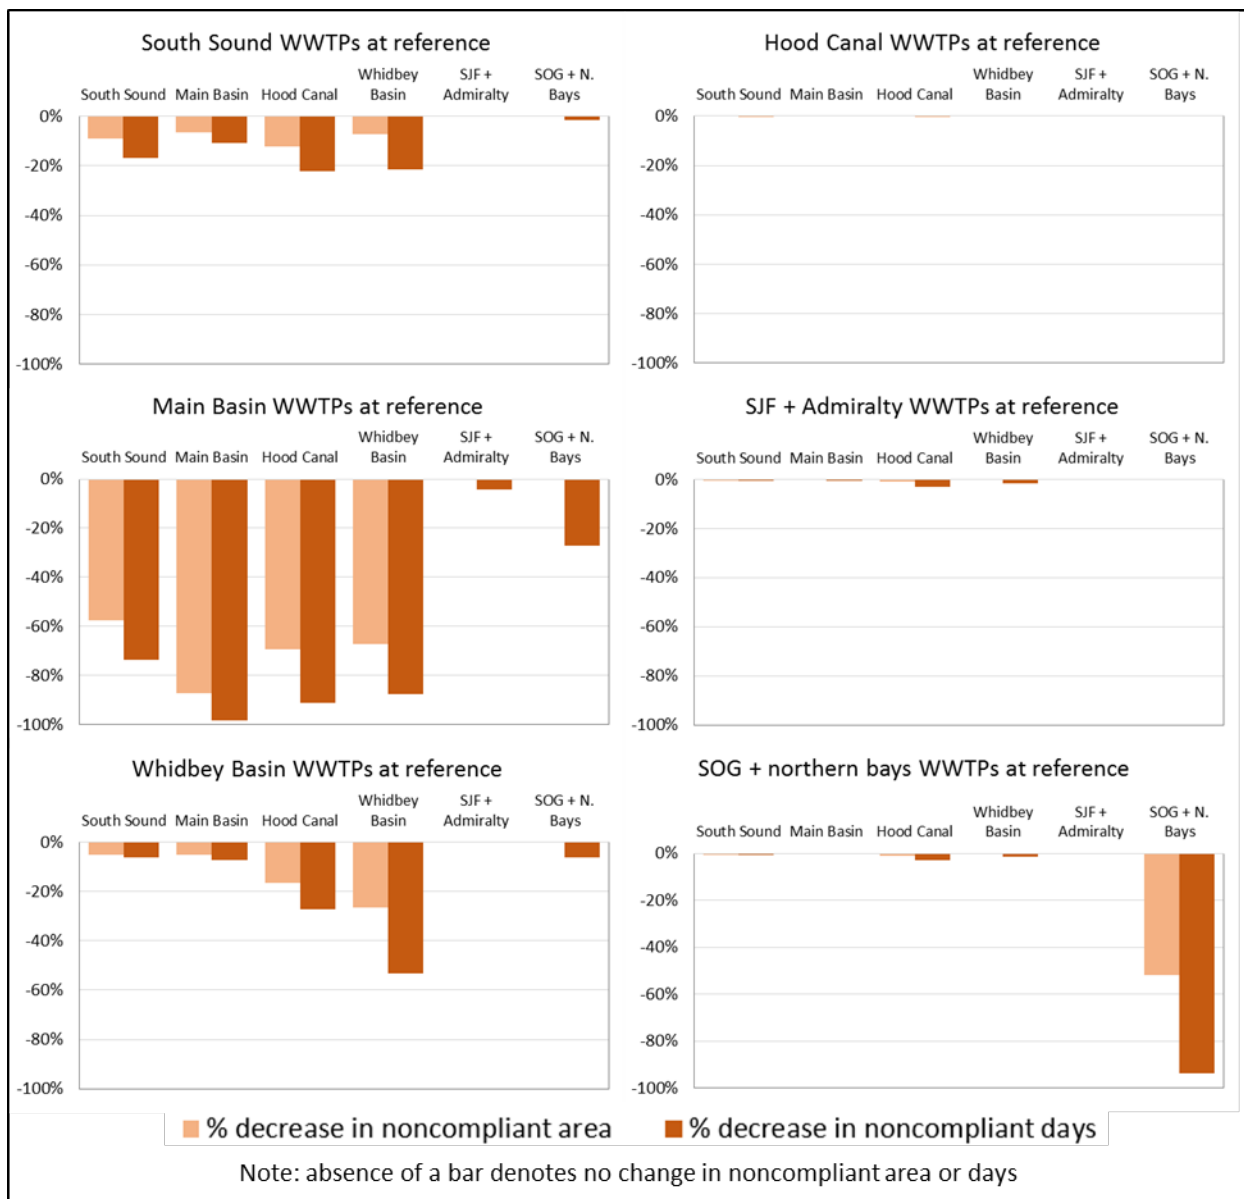 South Sound WWTPs at reference
South Sound Main Basin Hood Canal Whidbey Basin SJF + Admiralty SOG + N. Bays
0%
-20%
-40%
-60%
-80%
-100%
Hood Canal WWTPs at reference
South Sound Main Basin Hood Canal Whidbey Basin SJF + Admiralty SOG + N. Bays
0%
-20%
-40%
-60%
-80%
-100%
Main Basin WWTPs at reference
South Sound Main Basin Hood Canal Whidbey Basin SJF + Admiralty SOG + N. Bays
0%
-20%
-40%
-60%
-80%
-100%
SJF + Admiralty WWTPs at reference
South Sound Main Basin Hood Canal Whidbey Basin SJF + Admiralty SOG + N. Bays
0%
-20%
-40%
-60%
-80%
-100%
Whidbey Basin WWTPs at reference
South Sound Main Basin Hood Canal Whidbey Basin SJF + Admiralty SOG + N. Bays
0%
-20%
-40%
-60%
-80%
-100%
SOG + northern bays WWTPs at reference
South Sound Main Basin Hood Canal Whidbey Basin SJF + Admiralty SOG + N. Bays
0%
-20%
-40%
-60%
-80%
-100%
% decrease in noncompliant area % decrease in noncompliant days
Note: absence of a bar denotes no change in noncompliant area or days